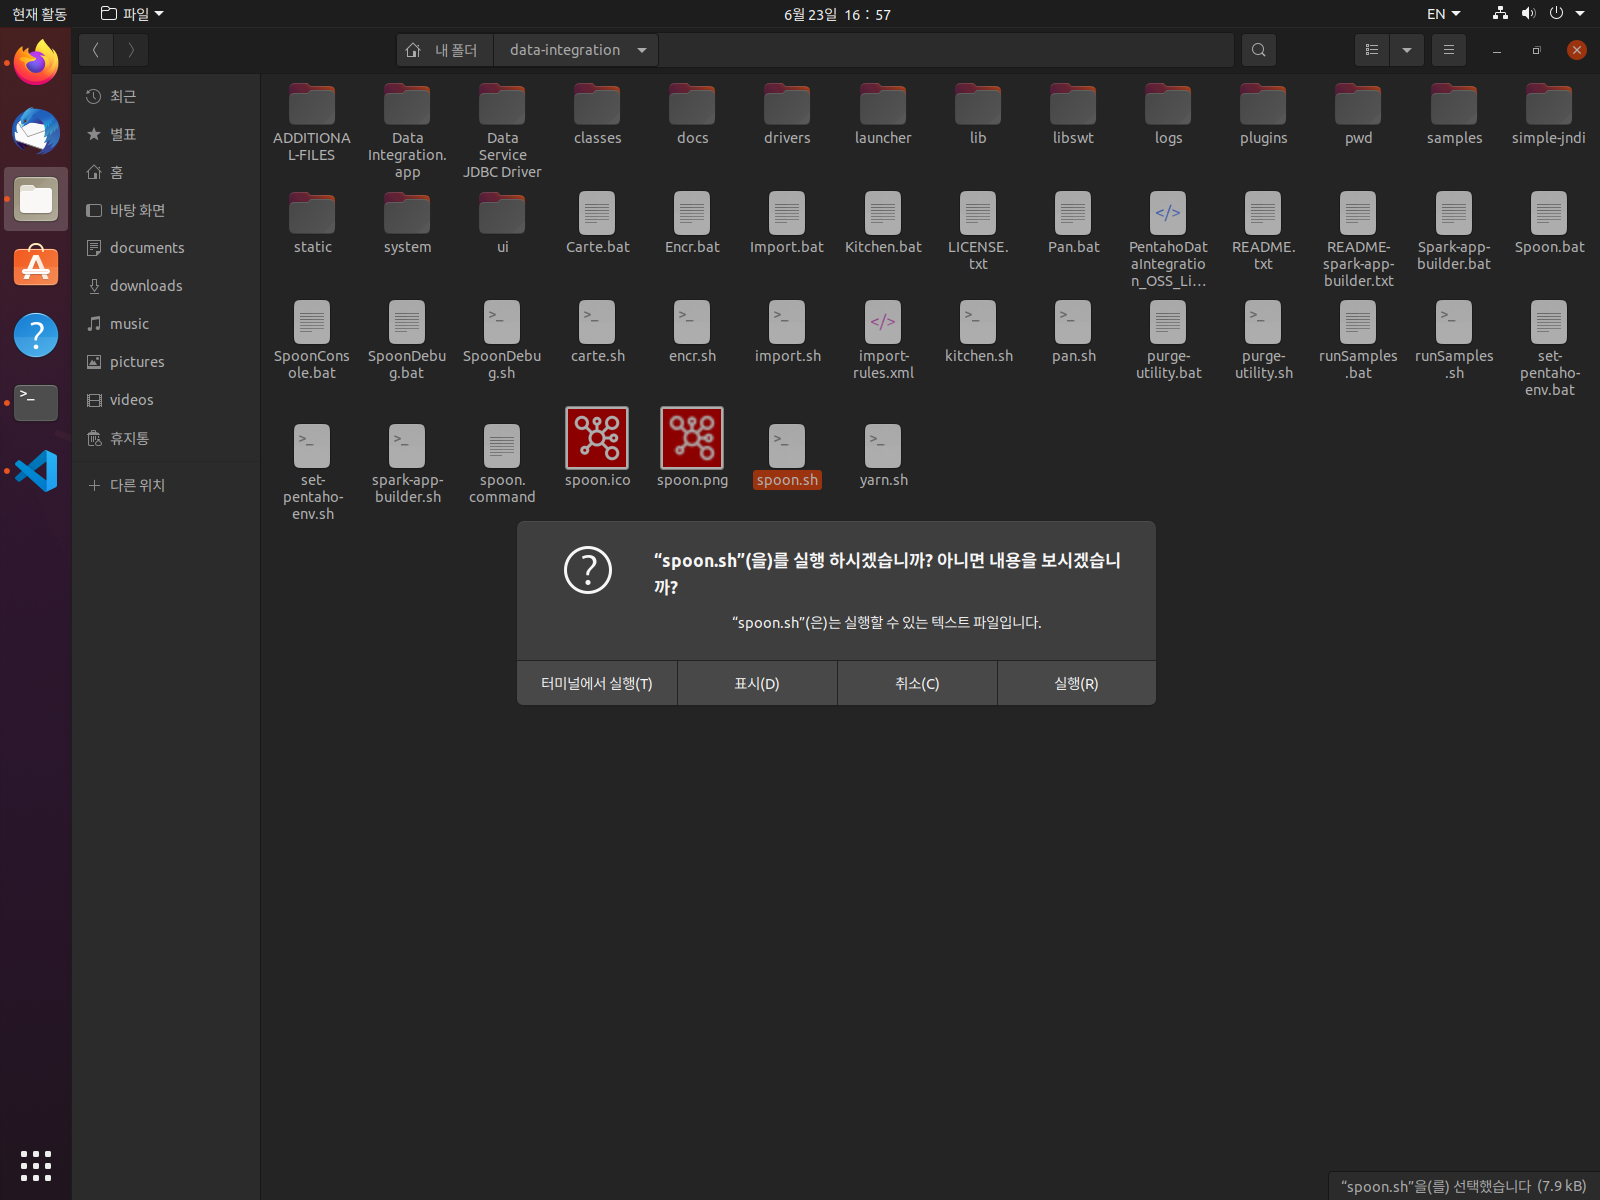 현재 활동
파일
6월 23일 16 : 57
EN
내 폴더
data-integration
최근
별표
홈
바탕 화면
documents
downloads
music
pictures
videos
휴지통
다른 위치
ADDITIONA
L-FILES
Data
Integration.
app
Data
Service
JDBC Driver
classes
docs
drivers
launcher
lib
libswt
logs
plugins
pwd
samples
simple-jndi
static
system
ui
Carte.bat
Encr.bat
Import.bat
Kitchen.bat
LICENSE.
txt
Pan.bat
PentahoDat
aIntegratio
n_OSS_Li...
README.
txt
README-
spark-app-
builder.txt
Spark-app-
builder.bat
Spoon.bat
SpoonCons
ole.bat
SpoonDebu
g.bat
SpoonDebu
g.sh
carte.sh
encr.sh
import.sh
import-
rules.xml
kitchen.sh
pan.sh
purge-
utility.bat
purge-
utility.sh
runSamples
.bat
runSamples
.sh
set-
pentaho-
env.bat
set-
pentaho-
env.sh
spark-app-
builder.sh
spoon.
command
spoon.ico
spoon.png
spoon.sh
yarn.sh
“spoon.sh”(을)를 실행 하시겠습니까? 아니면 내용을 보시겠습니
까?
“spoon.sh”(은)는 실행할 수 있는 텍스트 파일입니다.
터미널에서 실행(T)
표시(D)
취소(C)
실행(R)
“spoon.sh”을(를) 선택했습니다 (7.9 kB)